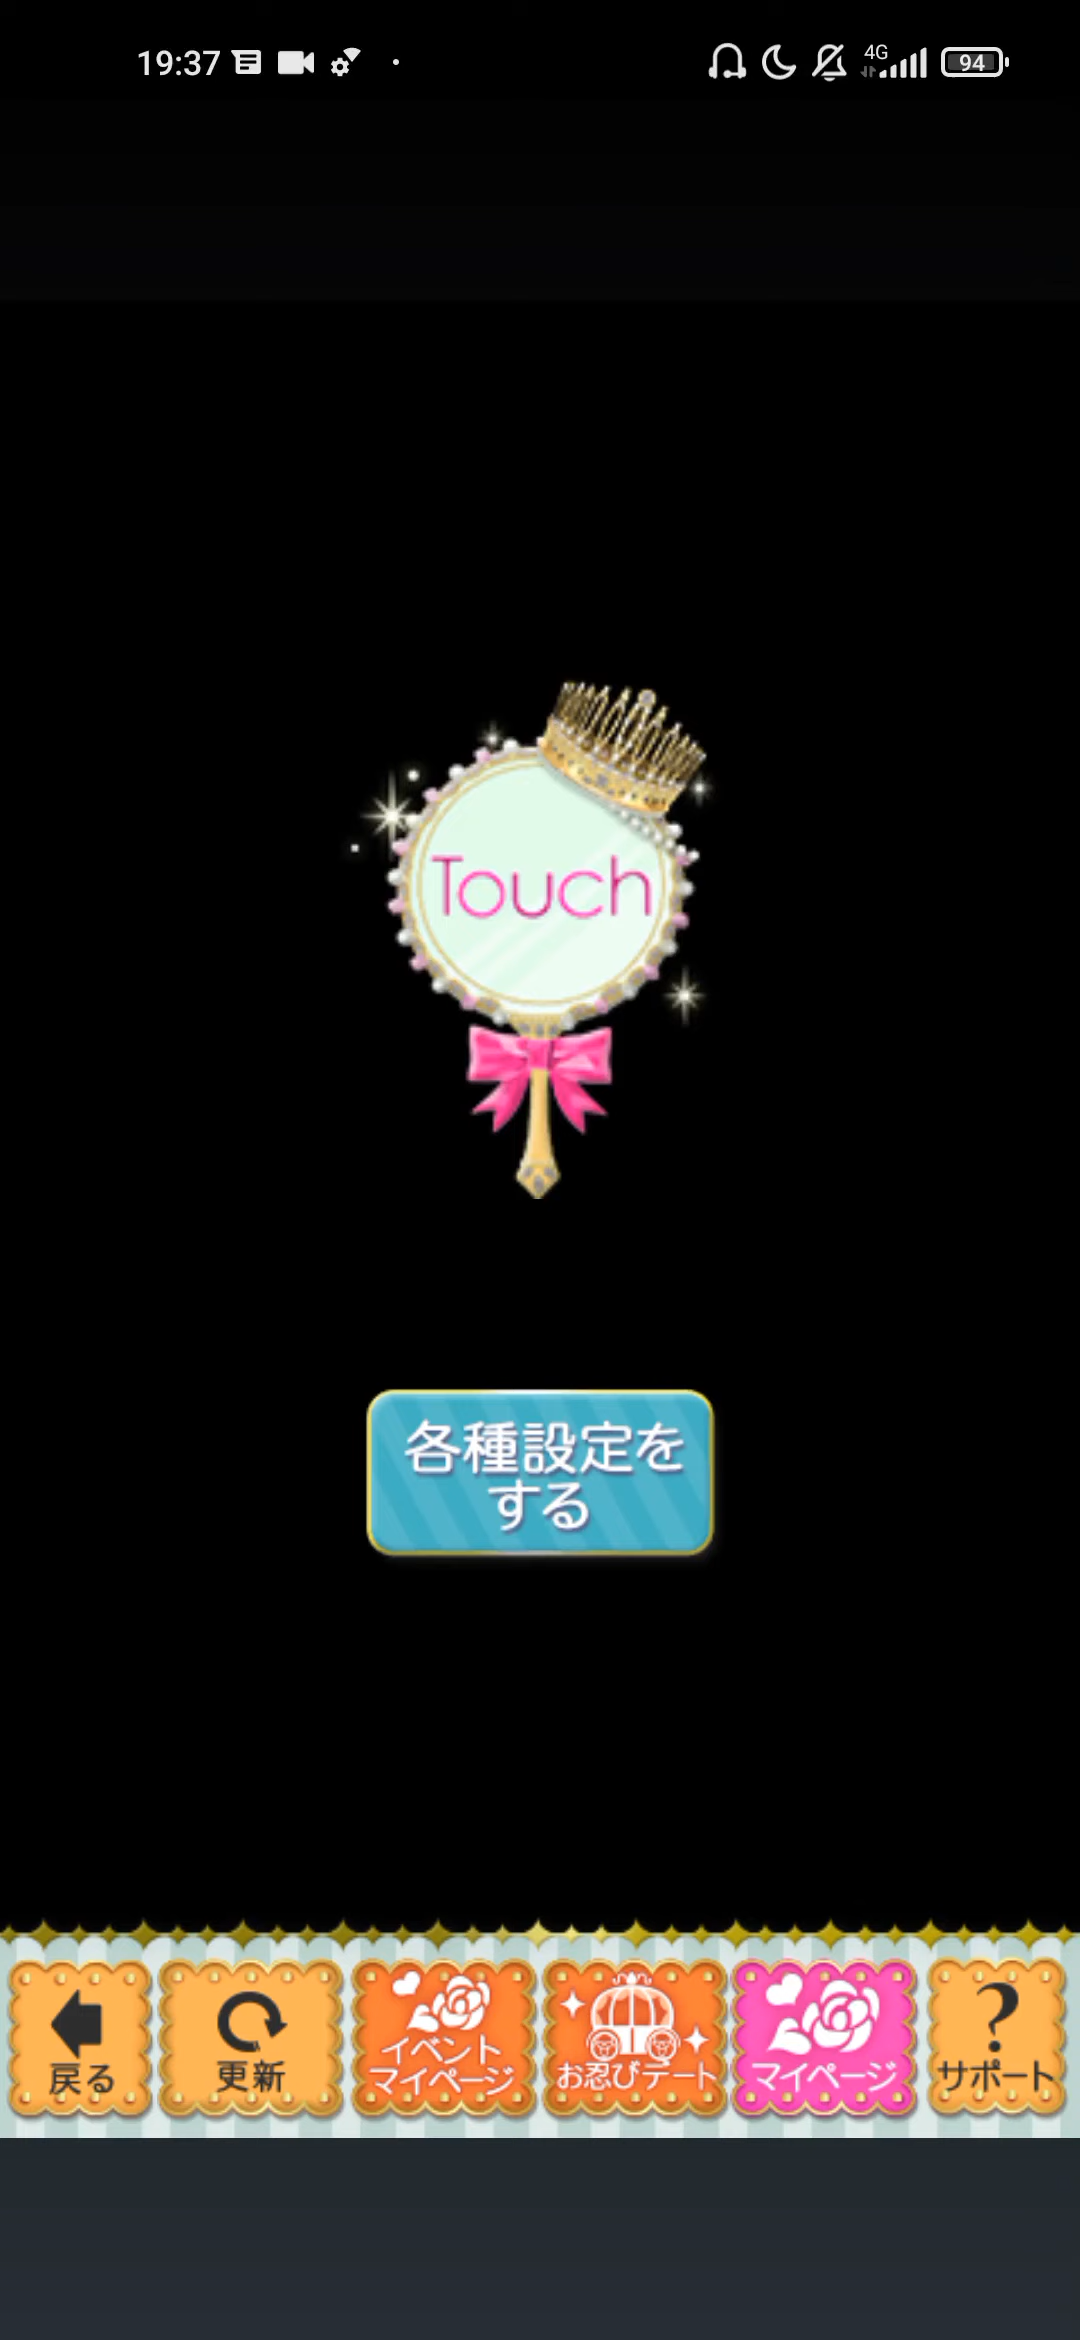 19:37
4G
94
Touch
各種設定を
する
戻る
更新
イベント
マイページ
お忍びデート
マイページ
?
サポート